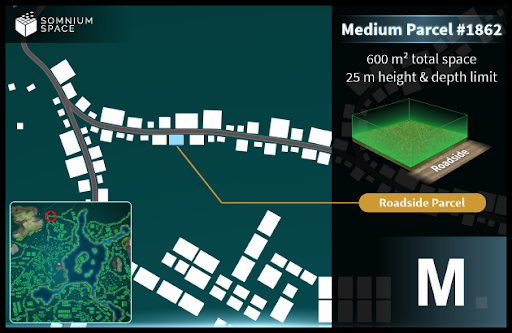 SOMNIUM
SPACE
Medium Parcel #1862
600 m² total space
25 m height & depth limit
Roadside
Roadside Parcel
M